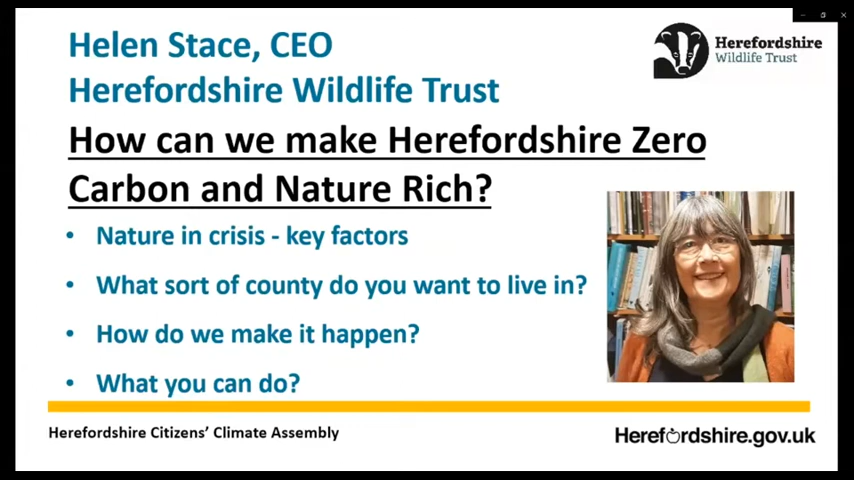 Helen Stace, CEO
Herefordshire Wildlife Trust
Herefordshire
Wildlife Trust
How can we make Herefordshire Zero
Carbon and Nature Rich?
• Nature in crisis - key factors
• What sort of county do you want to live in?
• How do we make it happen?
• What you can do?
Herefordshire Citizens' Climate Assembly
Herefordshire.gov.uk